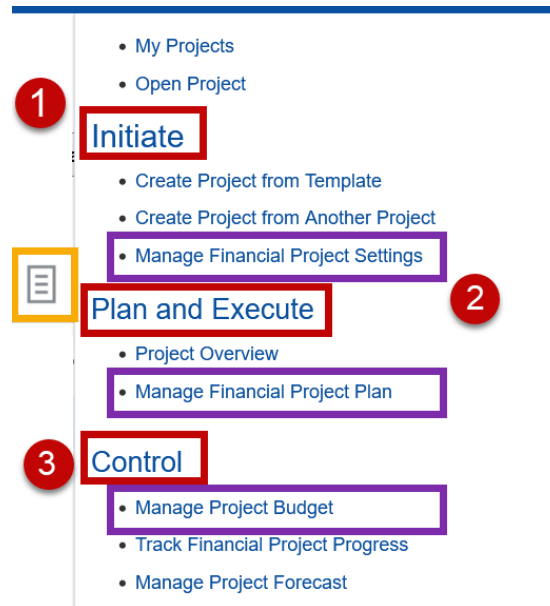 My Projects
Open Project
1
Initiate
Create Project from Template
Create Project from Another Project
Manage Financial Project Settings
2
Plan and Execute
Project Overview
Manage Financial Project Plan
3
Control
Manage Project Budget
Track Financial Project Progress
Manage Project Forecast